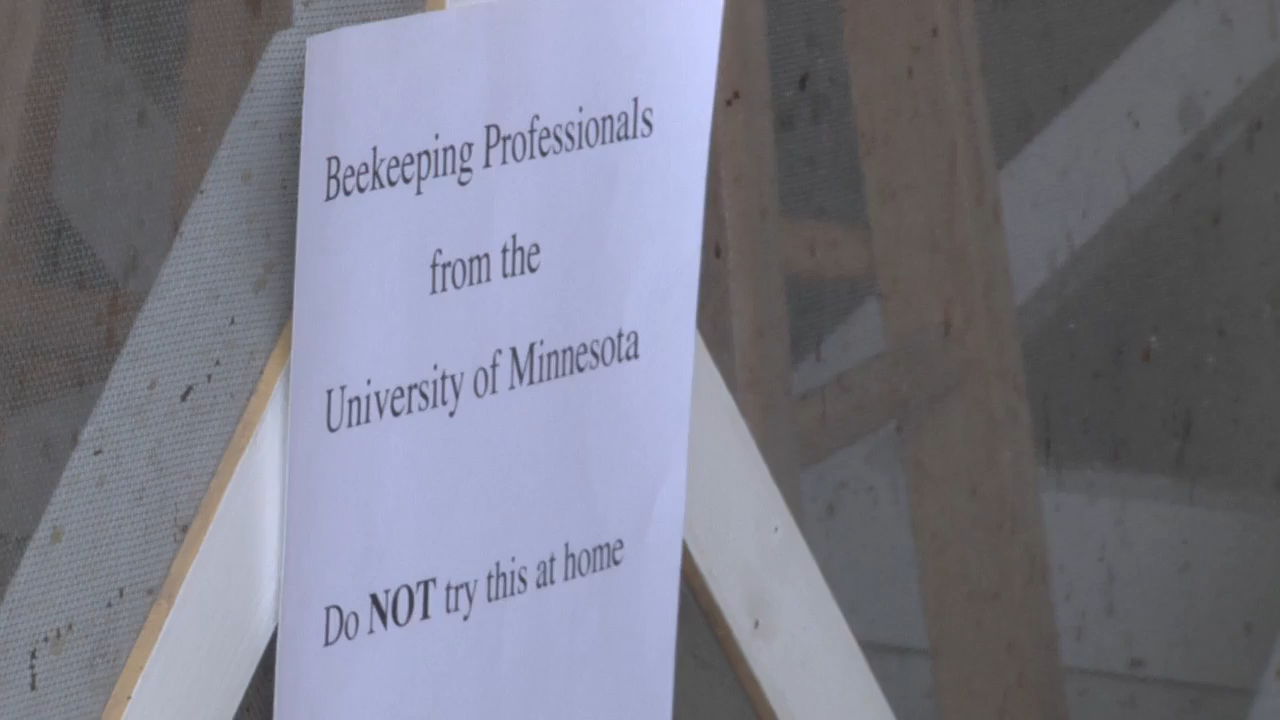 Beekeeping Professionals
from the
University of Minnesota
Do NOT try this at home